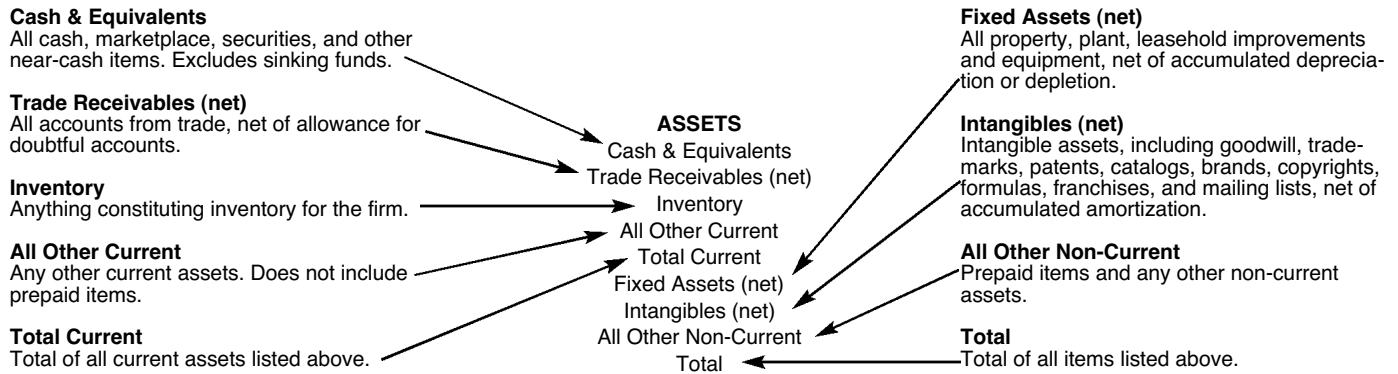 Cash & Equivalents
All cash, marketplace, securities, and other
near-cash items. Excludes sinking funds.
Trade Receivables (net)
All accounts from trade, net of allowance for
doubtful accounts.
Inventory
Anything constituting inventory for the firm.
All Other Current
Any other current assets. Does not include
prepaid items.
Total Current
Total of all current assets listed above.
ASSETS
Cash & Equivalents
Trade Receivables (net)
Inventory
All Other Current
Total Current
Fixed Assets (net)
Intangibles (net)
All Other Non-Current
Total
Fixed Assets (net)
All property, plant, leasehold improvements
and equipment, net of accumulated deprecia-
tion or depletion.
Intangibles (net)
Intangible assets, including goodwill, trade-
marks, patents, catalogs, brands, copyrights,
formulas, franchises, and mailing lists, net of
accumulated amortization.
All Other Non-Current
Prepaid items and any other non-current
assets.
Total
Total of all items listed above.